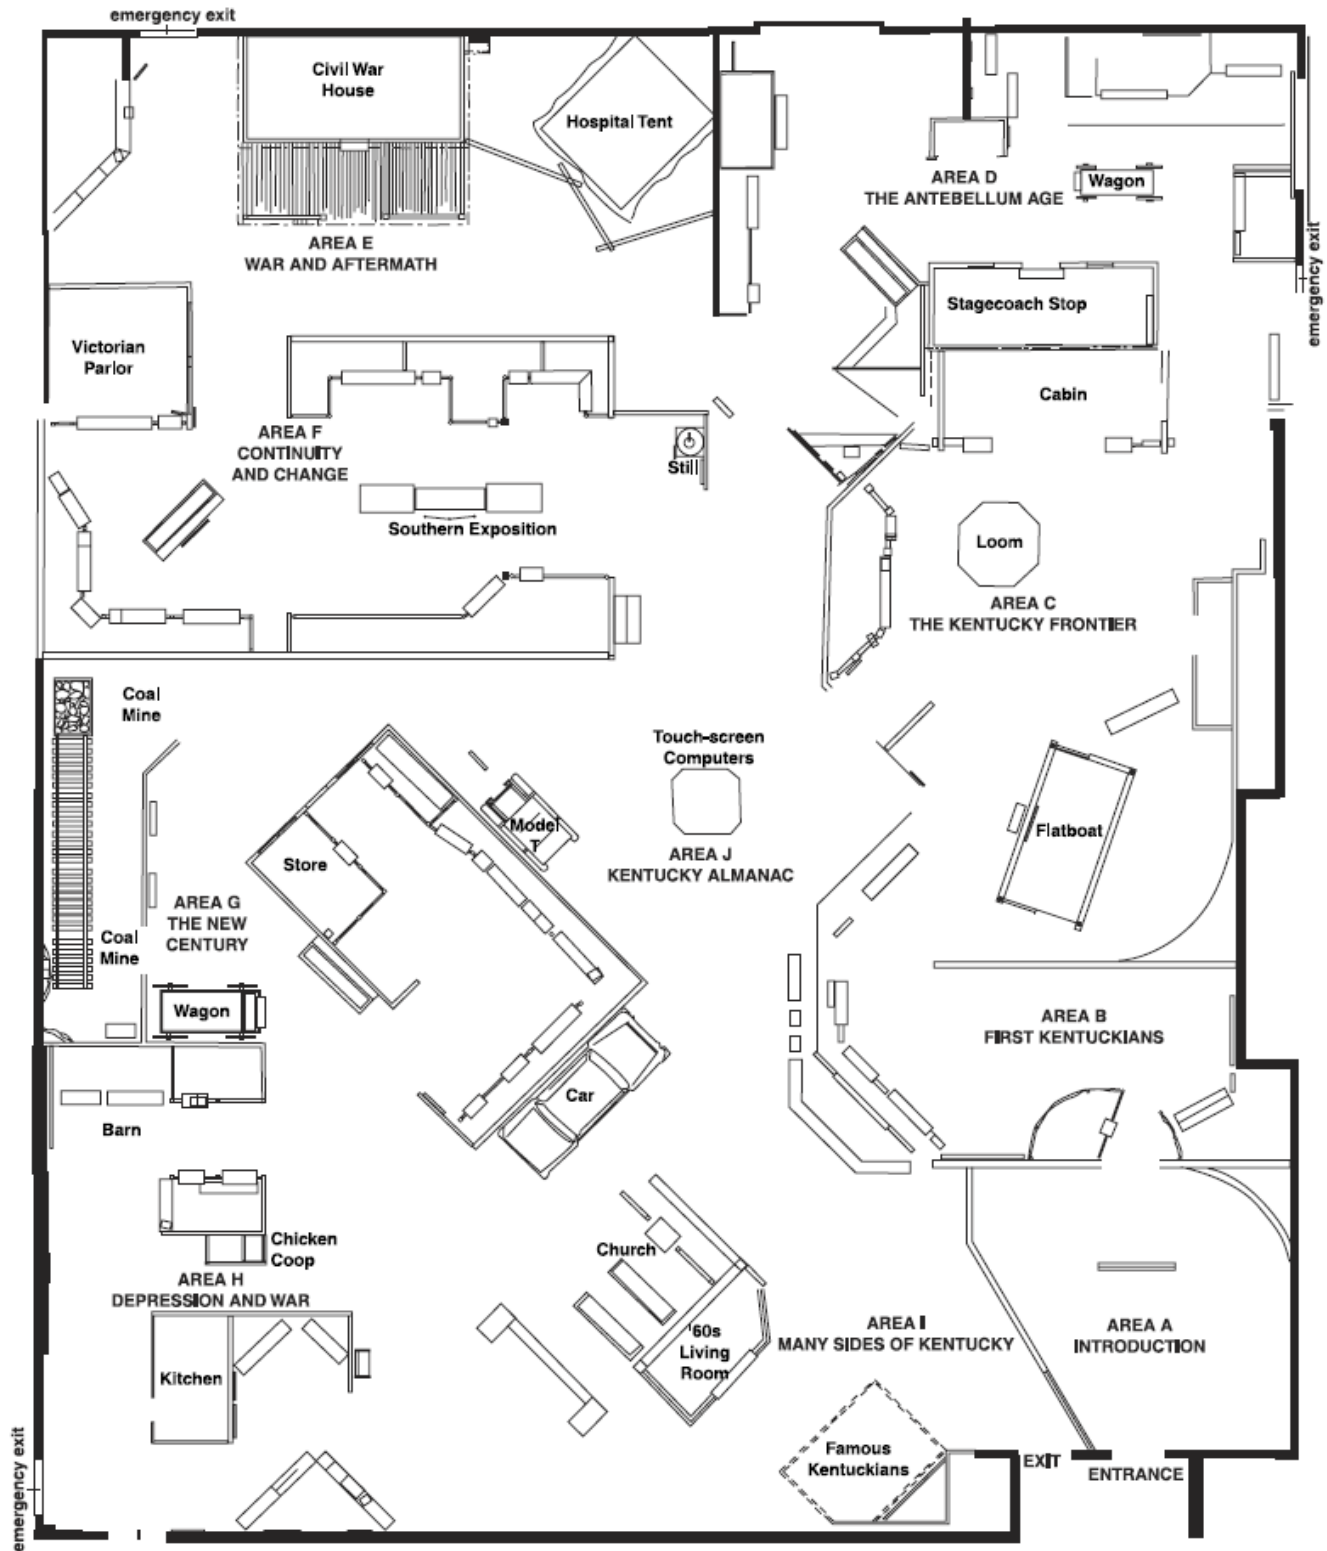 emergency exit
Civil War
House
Hospital Tent
AREA D
THE ANTEBELLUM AGE
Wagon
emergency exit
AREA E
WAR AND AFTERMATH
Stagecoach Stop
Victorian
Parlor
Cabin
AREA F
CONTINUITY
AND CHANGE
Still
Southern Exposition
Loom
AREA C
THE KENTUCKY FRONTIER
Coal
Mine
Touch-screen
Computers
Model
T
Flatboat
Store
AREA J
KENTUCKY ALMANAC
AREA G
THE NEW
CENTURY
Coal
Mine
Wagon
AREA B
FIRST KENTUCKIANS
Car
Barn
Chicken
Coop
Church
AREA H
DEPRESSION AND WAR
'60s
Living
Room
AREA I
MANY SIDES OF KENTUCKY
AREA A
INTRODUCTION
Kitchen
Famous
Kentuckians
EXIT
ENTRANCE
emergency exit